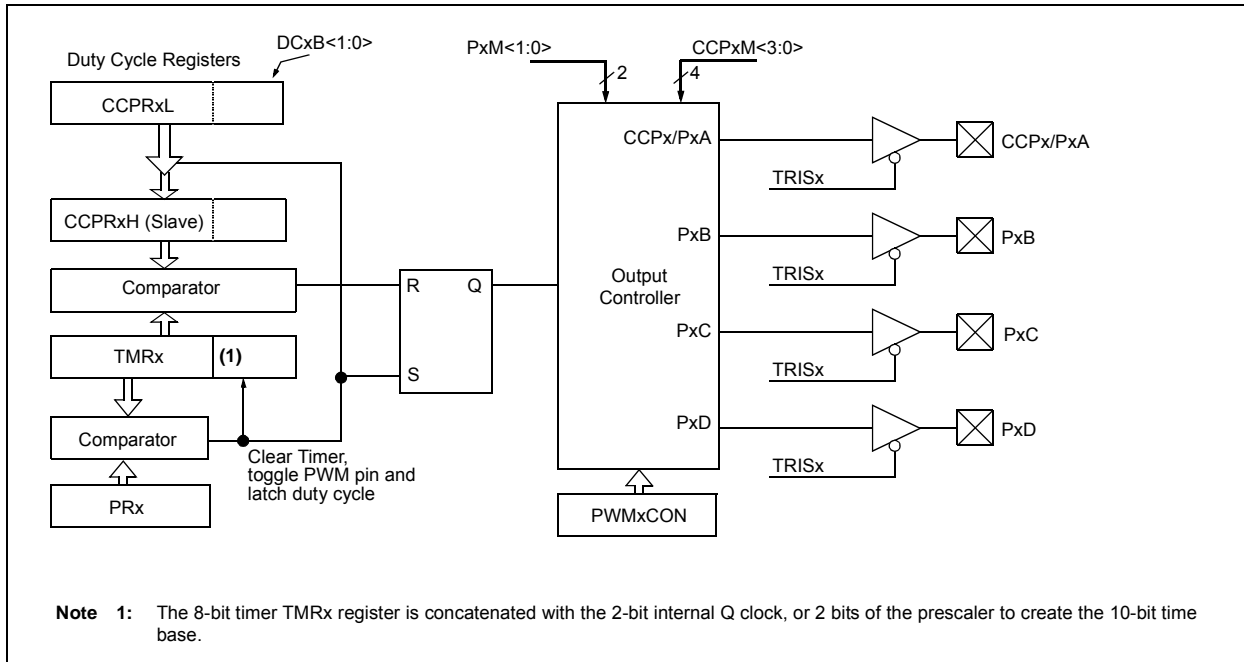 DCxB<1:0>
Duty Cycle Registers
CCPRxL
CCPRxH (Slave)
Comparator
TMRx
(1)
Comparator
PRx
Clear Timer,
toggle PWM pin and
latch duty cycle
R
Q
S
PxM<1:0>
2
CCPxM<3:0>
4
CCPx/PxA
PxB
Output
Controller
PxC
PxD
PWMxCON
TRISx
CCPx/PxA
TRISx
PxB
TRISx
PxC
TRISx
PxD
Note 1: The 8-bit timer TMRx register is concatenated with the 2-bit internal Q clock, or 2 bits of the prescaler to create the 10-bit time
base.